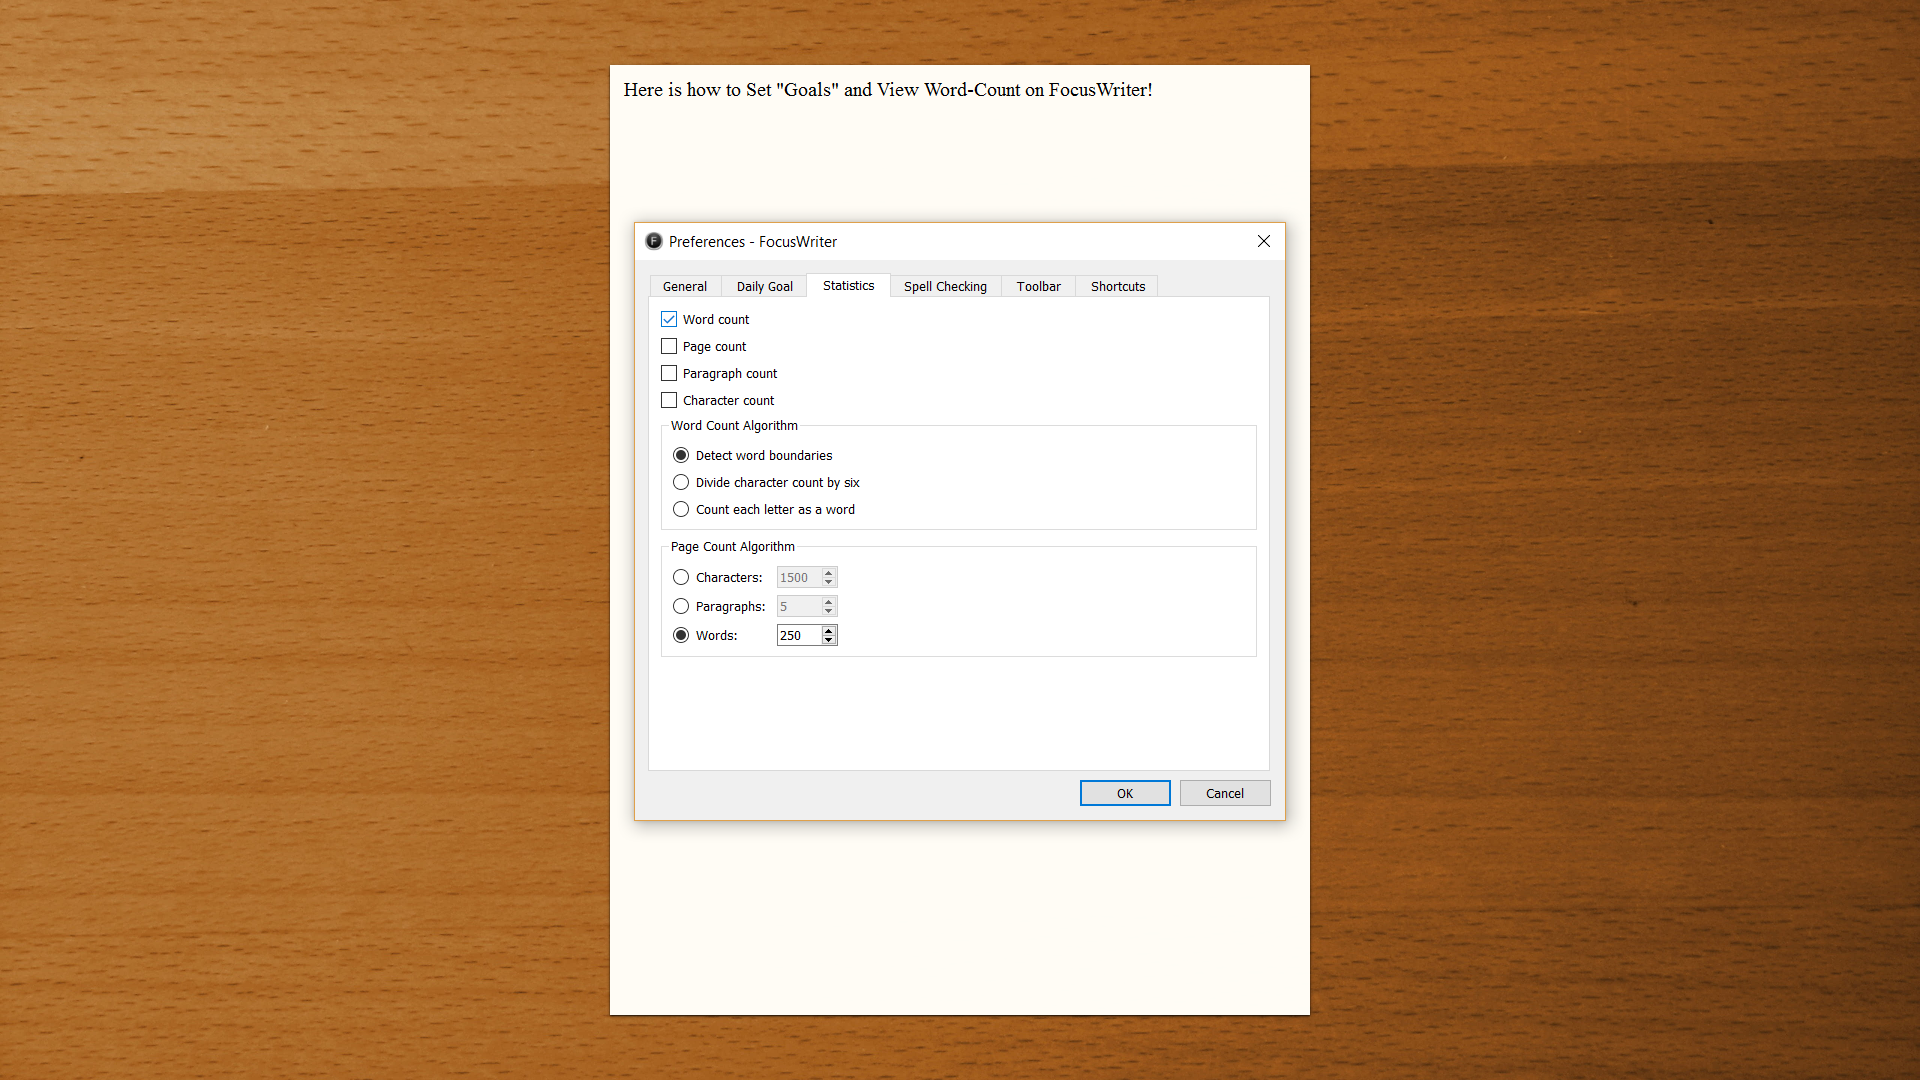 Here is how to Set "Goals" and View Word-Count on FocusWriter!
F Preferences - FocusWriter
General Daily Goal Statistics Spell Checking Toolbar Shortcuts
Word count
Page count
Paragraph count
Character count
Word Count Algorithm
Detect word boundaries
Divide character count by six
Count each letter as a word
Page Count Algorithm
Characters: 1500
Paragraphs: 5
Words: 250
OK Cancel